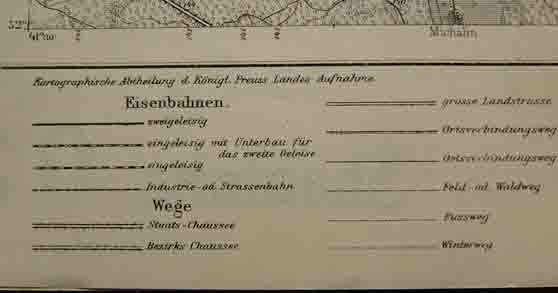 Machalin
Kartographische Abtheilung d. Königl. Preuss Landes-Aufnahme.
Eisenbahnen.
zweigeleisig
eingeleisig mit Unterbau für
das zweite Geleise
eingeleisig
Industrie-od. Strassenbahn
Wege
Staats-Chaussee
Bezirks Chaussee
grosse Landstrasse
Ortsverbindungsweg
Ortsverbindungsweg
Feld-od. Waldweg
Fussweg
Winterweg